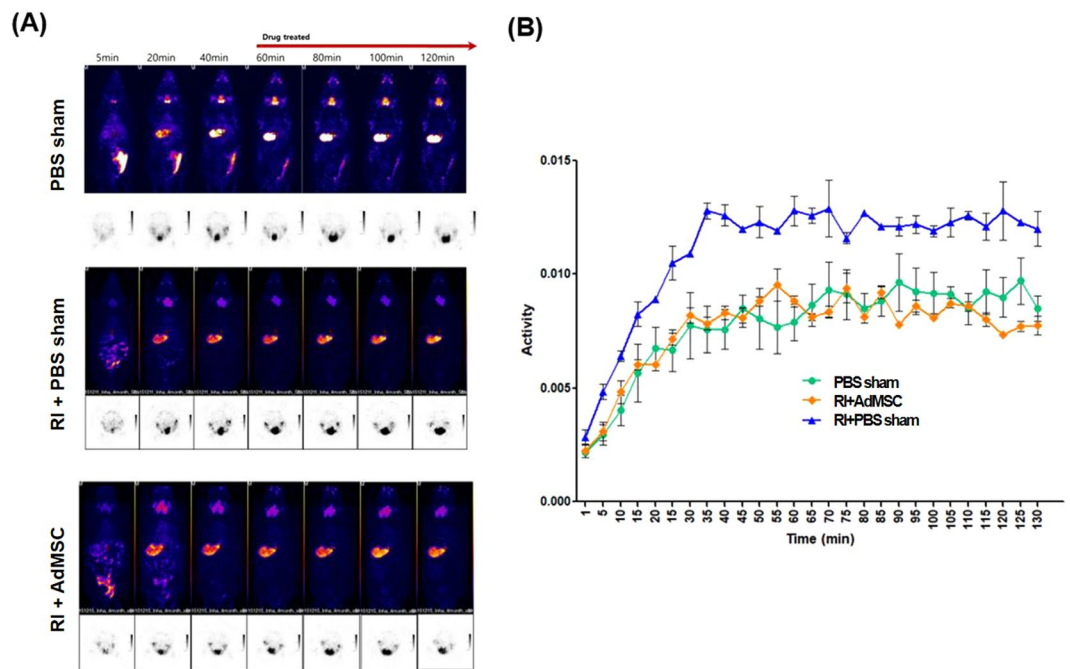 (A)
Drug treated
5min 20min 40min 60min 80min 100min 120min
PBS sham
RI + PBS sham
RI + AdMSC
(B)
0.015
0.010
0.005
0.000
Activity
PBS sham
RI+AdMSC
RI+PBS sham
1 5 10 15 20 15 30 35 40 45 50 55 60 65 70 75 80 85 90 95 100 105 110 115 120 125 130
Time (min)